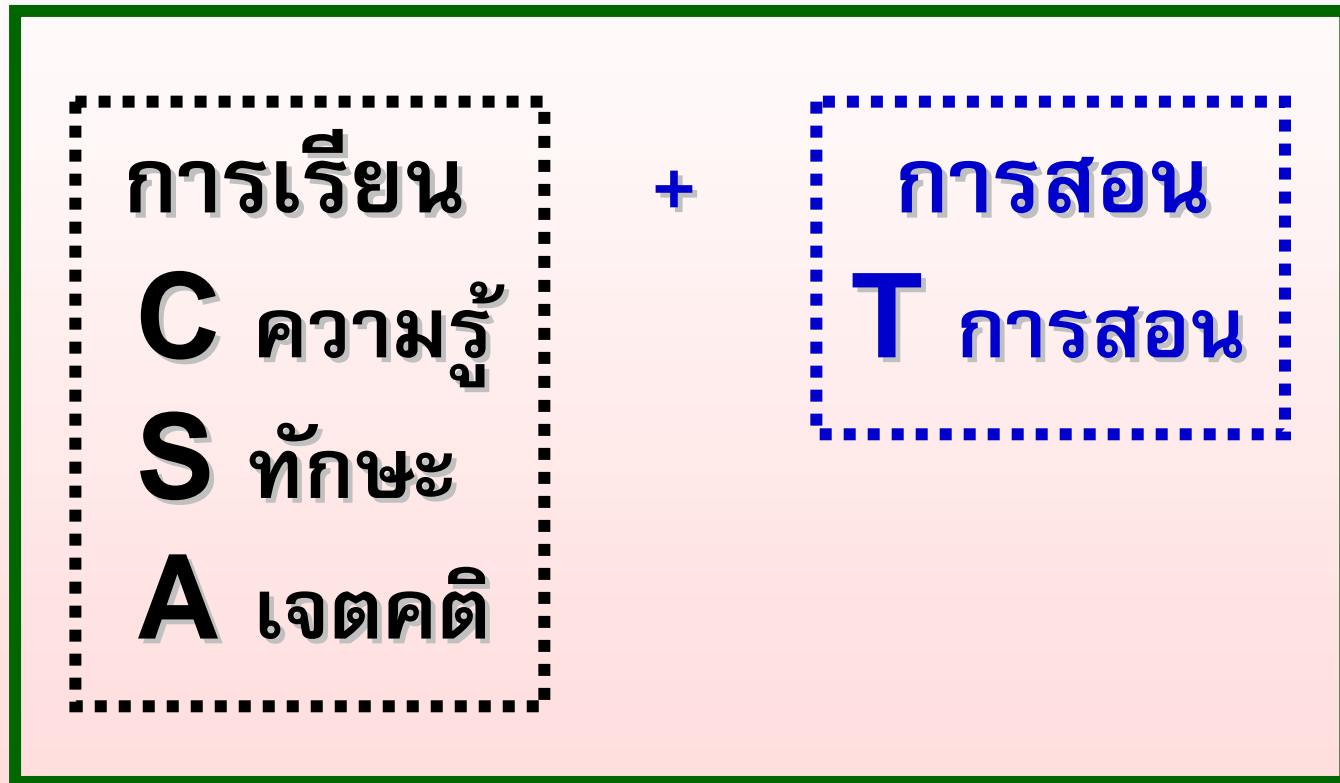 การเรียน + การสอน
C ความรู้ T การสอน
S ทักษะ
A เจตคติ